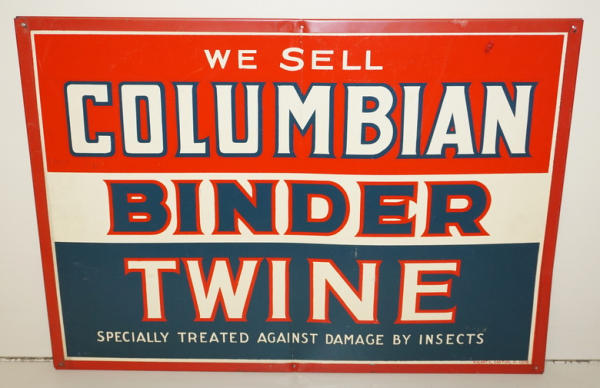 WE SELL
COLUMBIAN
BINDER
TWINE
SPECIALLY TREATED AGAINST DAMAGE BY INSECTS